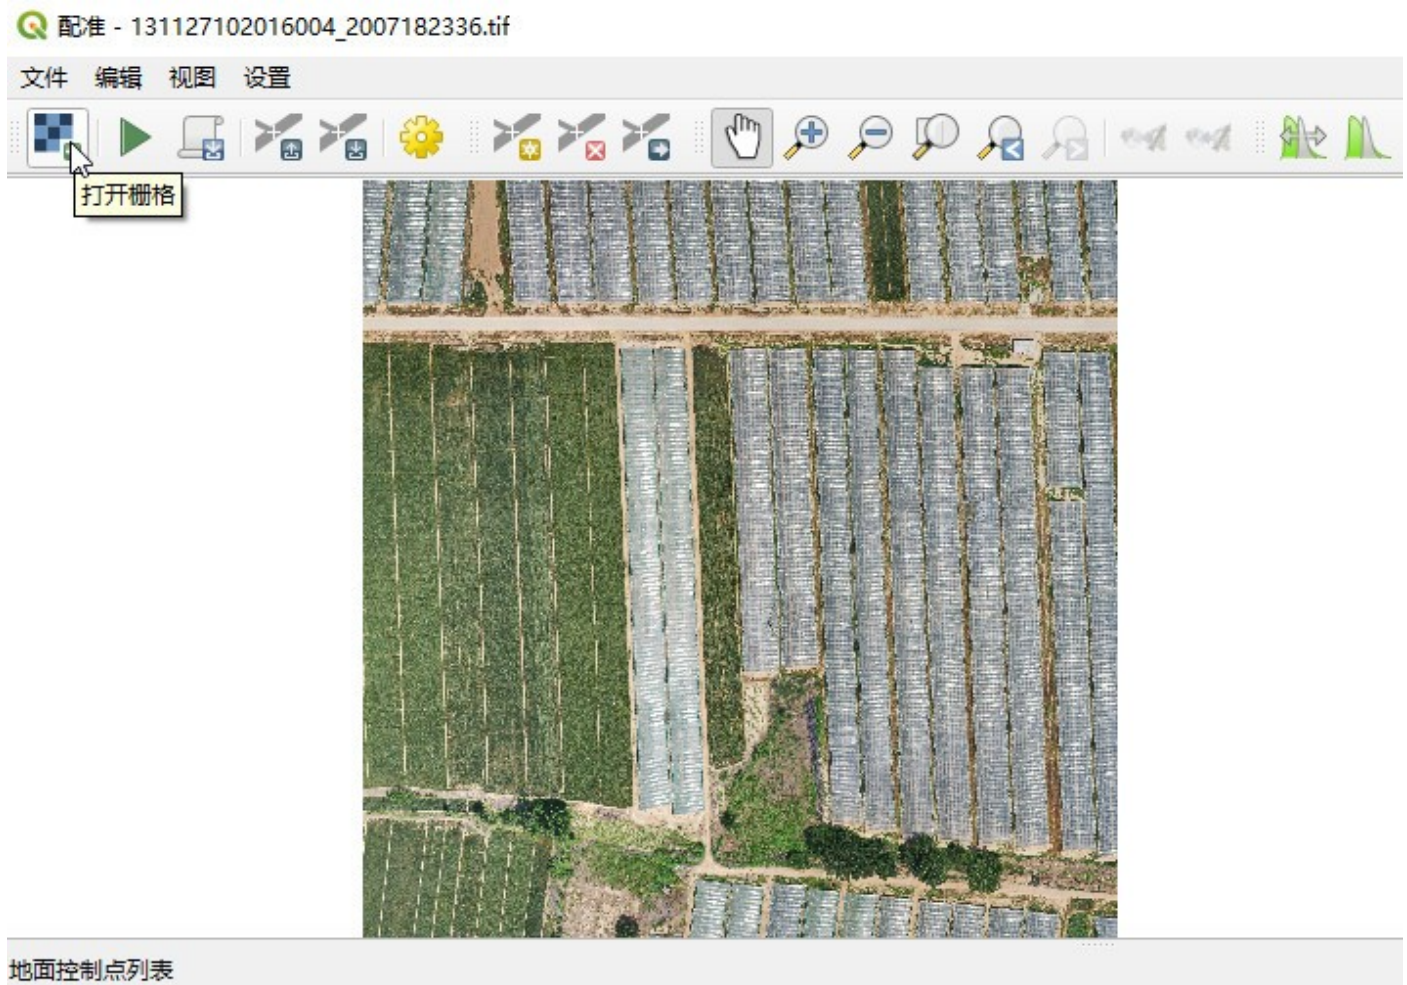 配准 - 131127102016004_2007182336.tif
文件 编辑 视图 设置
打开栅格
地面控制点列表